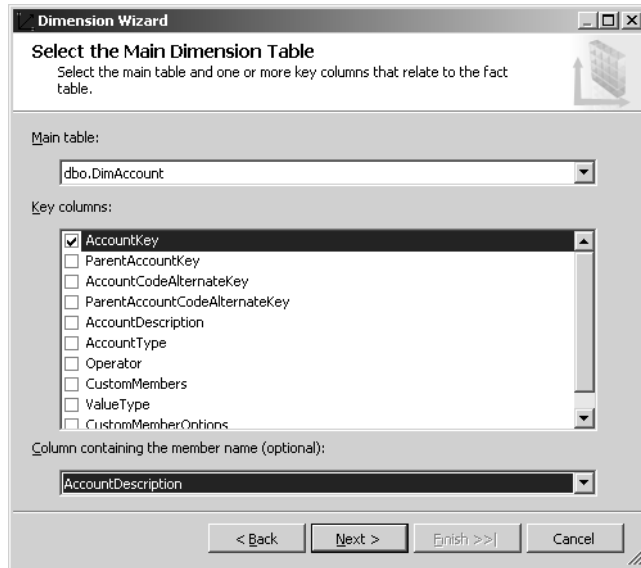 Dimension Wizard
Select the Main Dimension Table
Select the main table and one or more key columns that relate to the fact
table.
Main table:
dbo.DimAccount
Key columns:
AccountKey
ParentAccountKey
AccountCodeAlternateKey
ParentAccountCodeAlternateKey
AccountDescription
AccountType
Operator
CustomMembers
ValueType
CustomMemberOptions
Column containing the member name (optional):
AccountDescription
< Back Next > Finish >>| Cancel